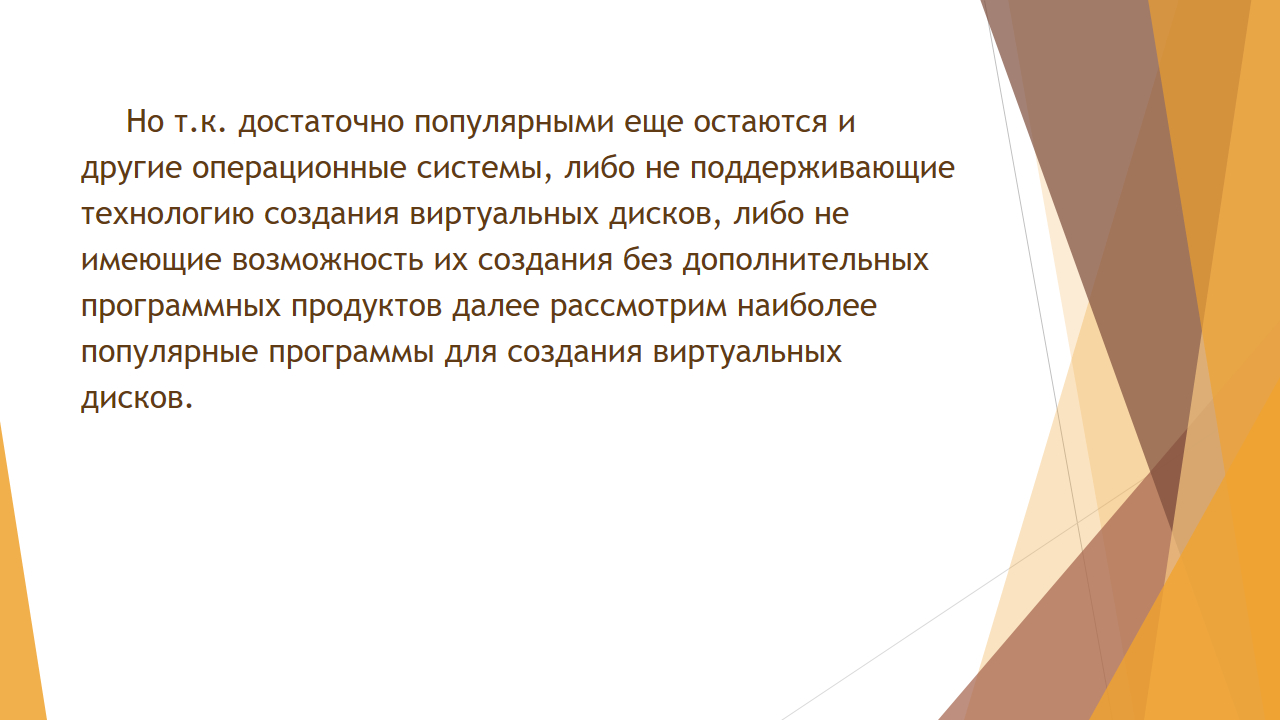 Но т.к. достаточно популярными еще остаются и
другие операционные системы, либо не поддерживающие
технологию создания виртуальных дисков, либо не
имеющие возможность их создания без дополнительных
программных продуктов далее рассмотрим наиболее
популярные программы для создания виртуальных
дисков.